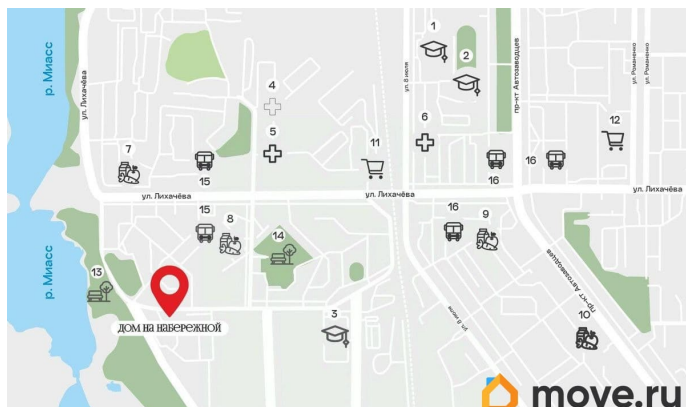 1
2
р. Миасс
ул. Лихачёва
ул. 8 июля
пр-кт Автозаводцев
ул. Романенко
ул. Романенко
4
5
6
7
11
12
15
16
16
ул. Лихачёва
ул. Лихачёва
ул. Лихачёва
15
8
14
16
9
р. Миасс
13
пр-кт Автозаводцев
ДОМ НА НАБЕРЕЖНОЙ
3
ул. 8 июля
10
move.ru